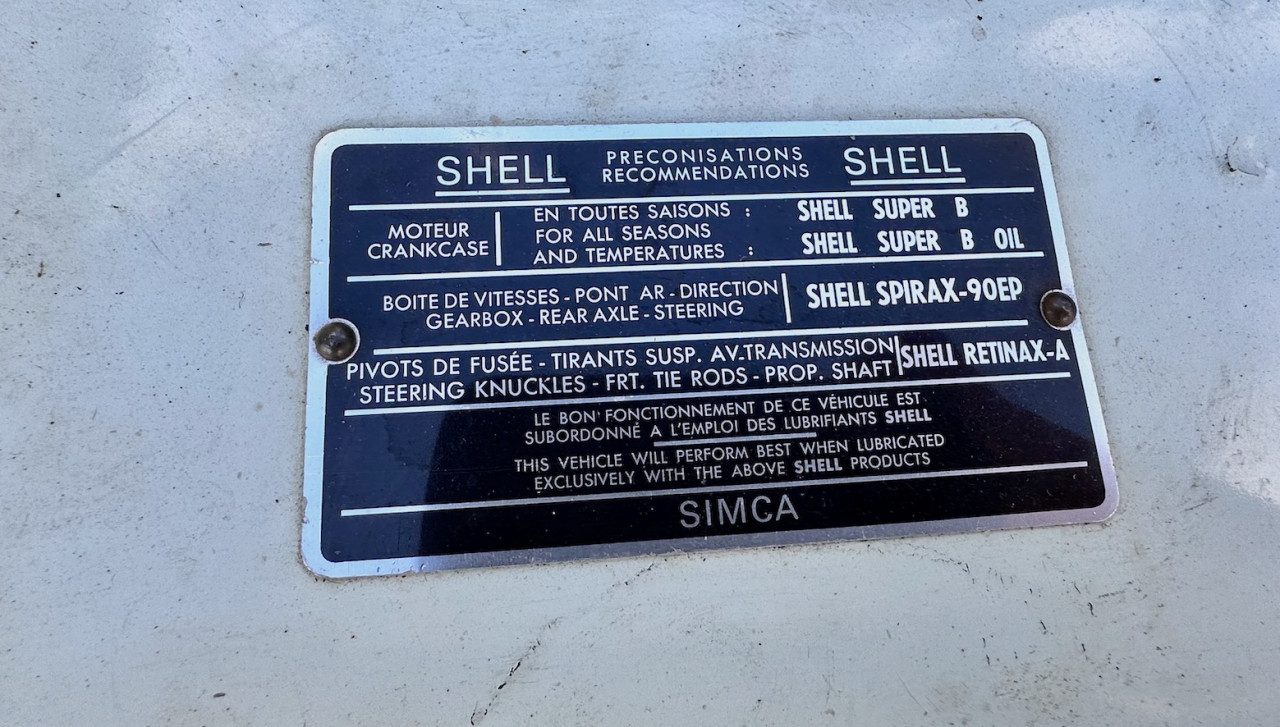 SHELL PRECONISATIONS SHELL
RECOMMENDATIONS
MOTEUR
CRANKCASE
EN TOUTES SAISONS : SHELL SUPER B
FOR ALL SEASONS
AND TEMPERATURES : SHELL SUPER B OIL
BOITE DE VITESSES - PONT AR - DIRECTION
GEARBOX - REAR AXLE - STEERING
SHELL SPIRAX-90EP
PIVOTS DE FUSÉE - TIRANTS SUSP. AV.TRANSMISSION
STEERING KNUCKLES - FRT. TIE RODS - PROP. SHAFT
SHELL RETINAX-A
LE BON FONCTIONNEMENT DE CE VÉHICULE EST
SUBORDONNÉ A L'EMPLOI DES LUBRIFIANTS SHELL
THIS VEHICLE WILL PERFORM BEST WHEN LUBRICATED
EXCLUSIVELY WITH THE ABOVE SHELL PRODUCTS
SIMCA